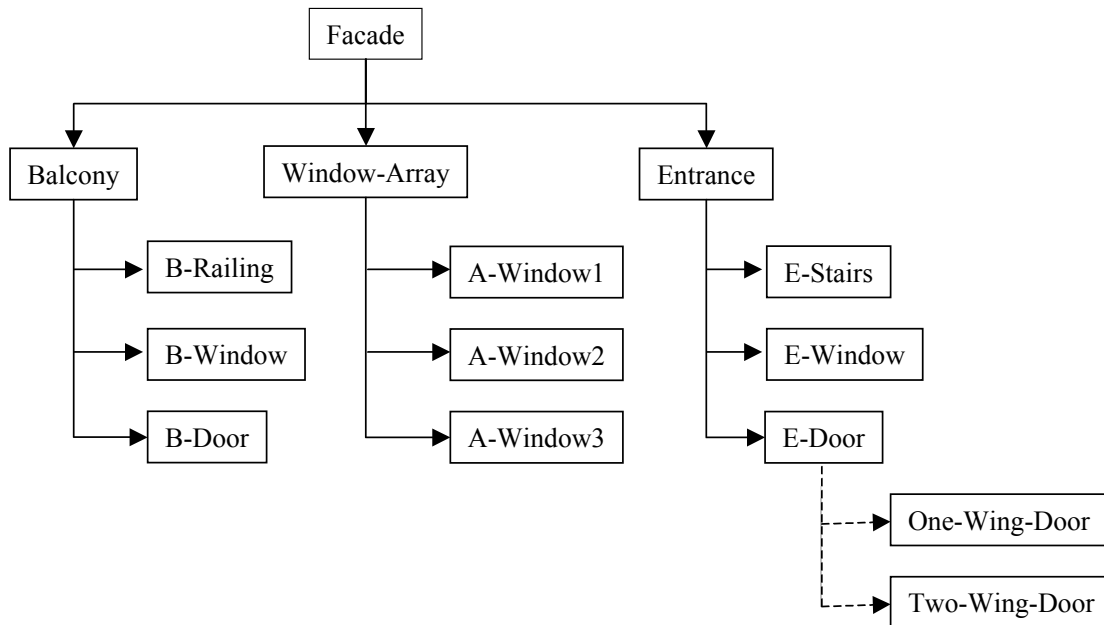 Facade
Balcony
Window-Array
Entrance
B-Railing
A-Window1
E-Stairs
B-Window
A-Window2
E-Window
B-Door
A-Window3
E-Door
One-Wing-Door
Two-Wing-Door